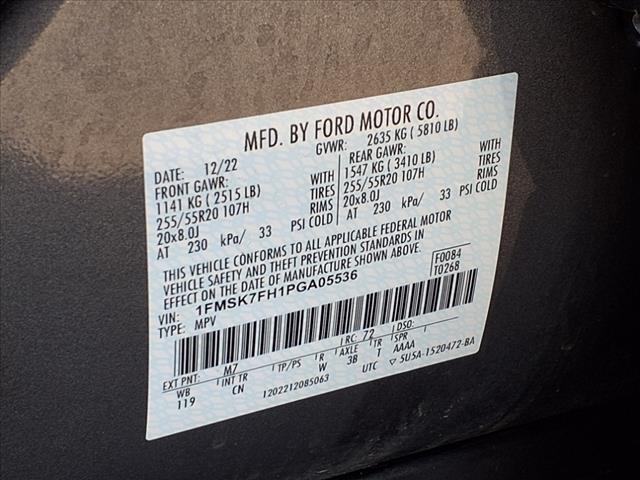 MFD. BY FORD MOTOR CO.
DATE: 12/22 GVWR: 2635 KG ( 5810 LB)
FRONT GAWR: WITH REAR GAWR: WITH
1141 KG ( 2515 LB) TIRES 1547 KG ( 3410 LB) TIRES
255/55R20 107H RIMS 255/55R20 107H RIMS
20x8.0J PSI COLD 20x8.0J PSI COLD
AT 230 kPa/ 33 AT 230 kPa/ 33
THIS VEHICLE CONFORMS TO ALL APPLICABLE FEDERAL MOTOR
VEHICLE SAFETY AND THEFT PREVENTION STANDARDS IN
EFFECT ON THE DATE OF MANUFACTURE SHOWN ABOVE.
F0084
T0268
VIN: 1FMSK7FH1PGA05536
TYPE: MPV
EXT PNT: M7 RC: 72 DSO:
WB INT TR TP/PS R AXLE TR SPR
119 CN W 3B 1 AAAA
1202212085063 UTC ▽ 5U5A-1520472-BA